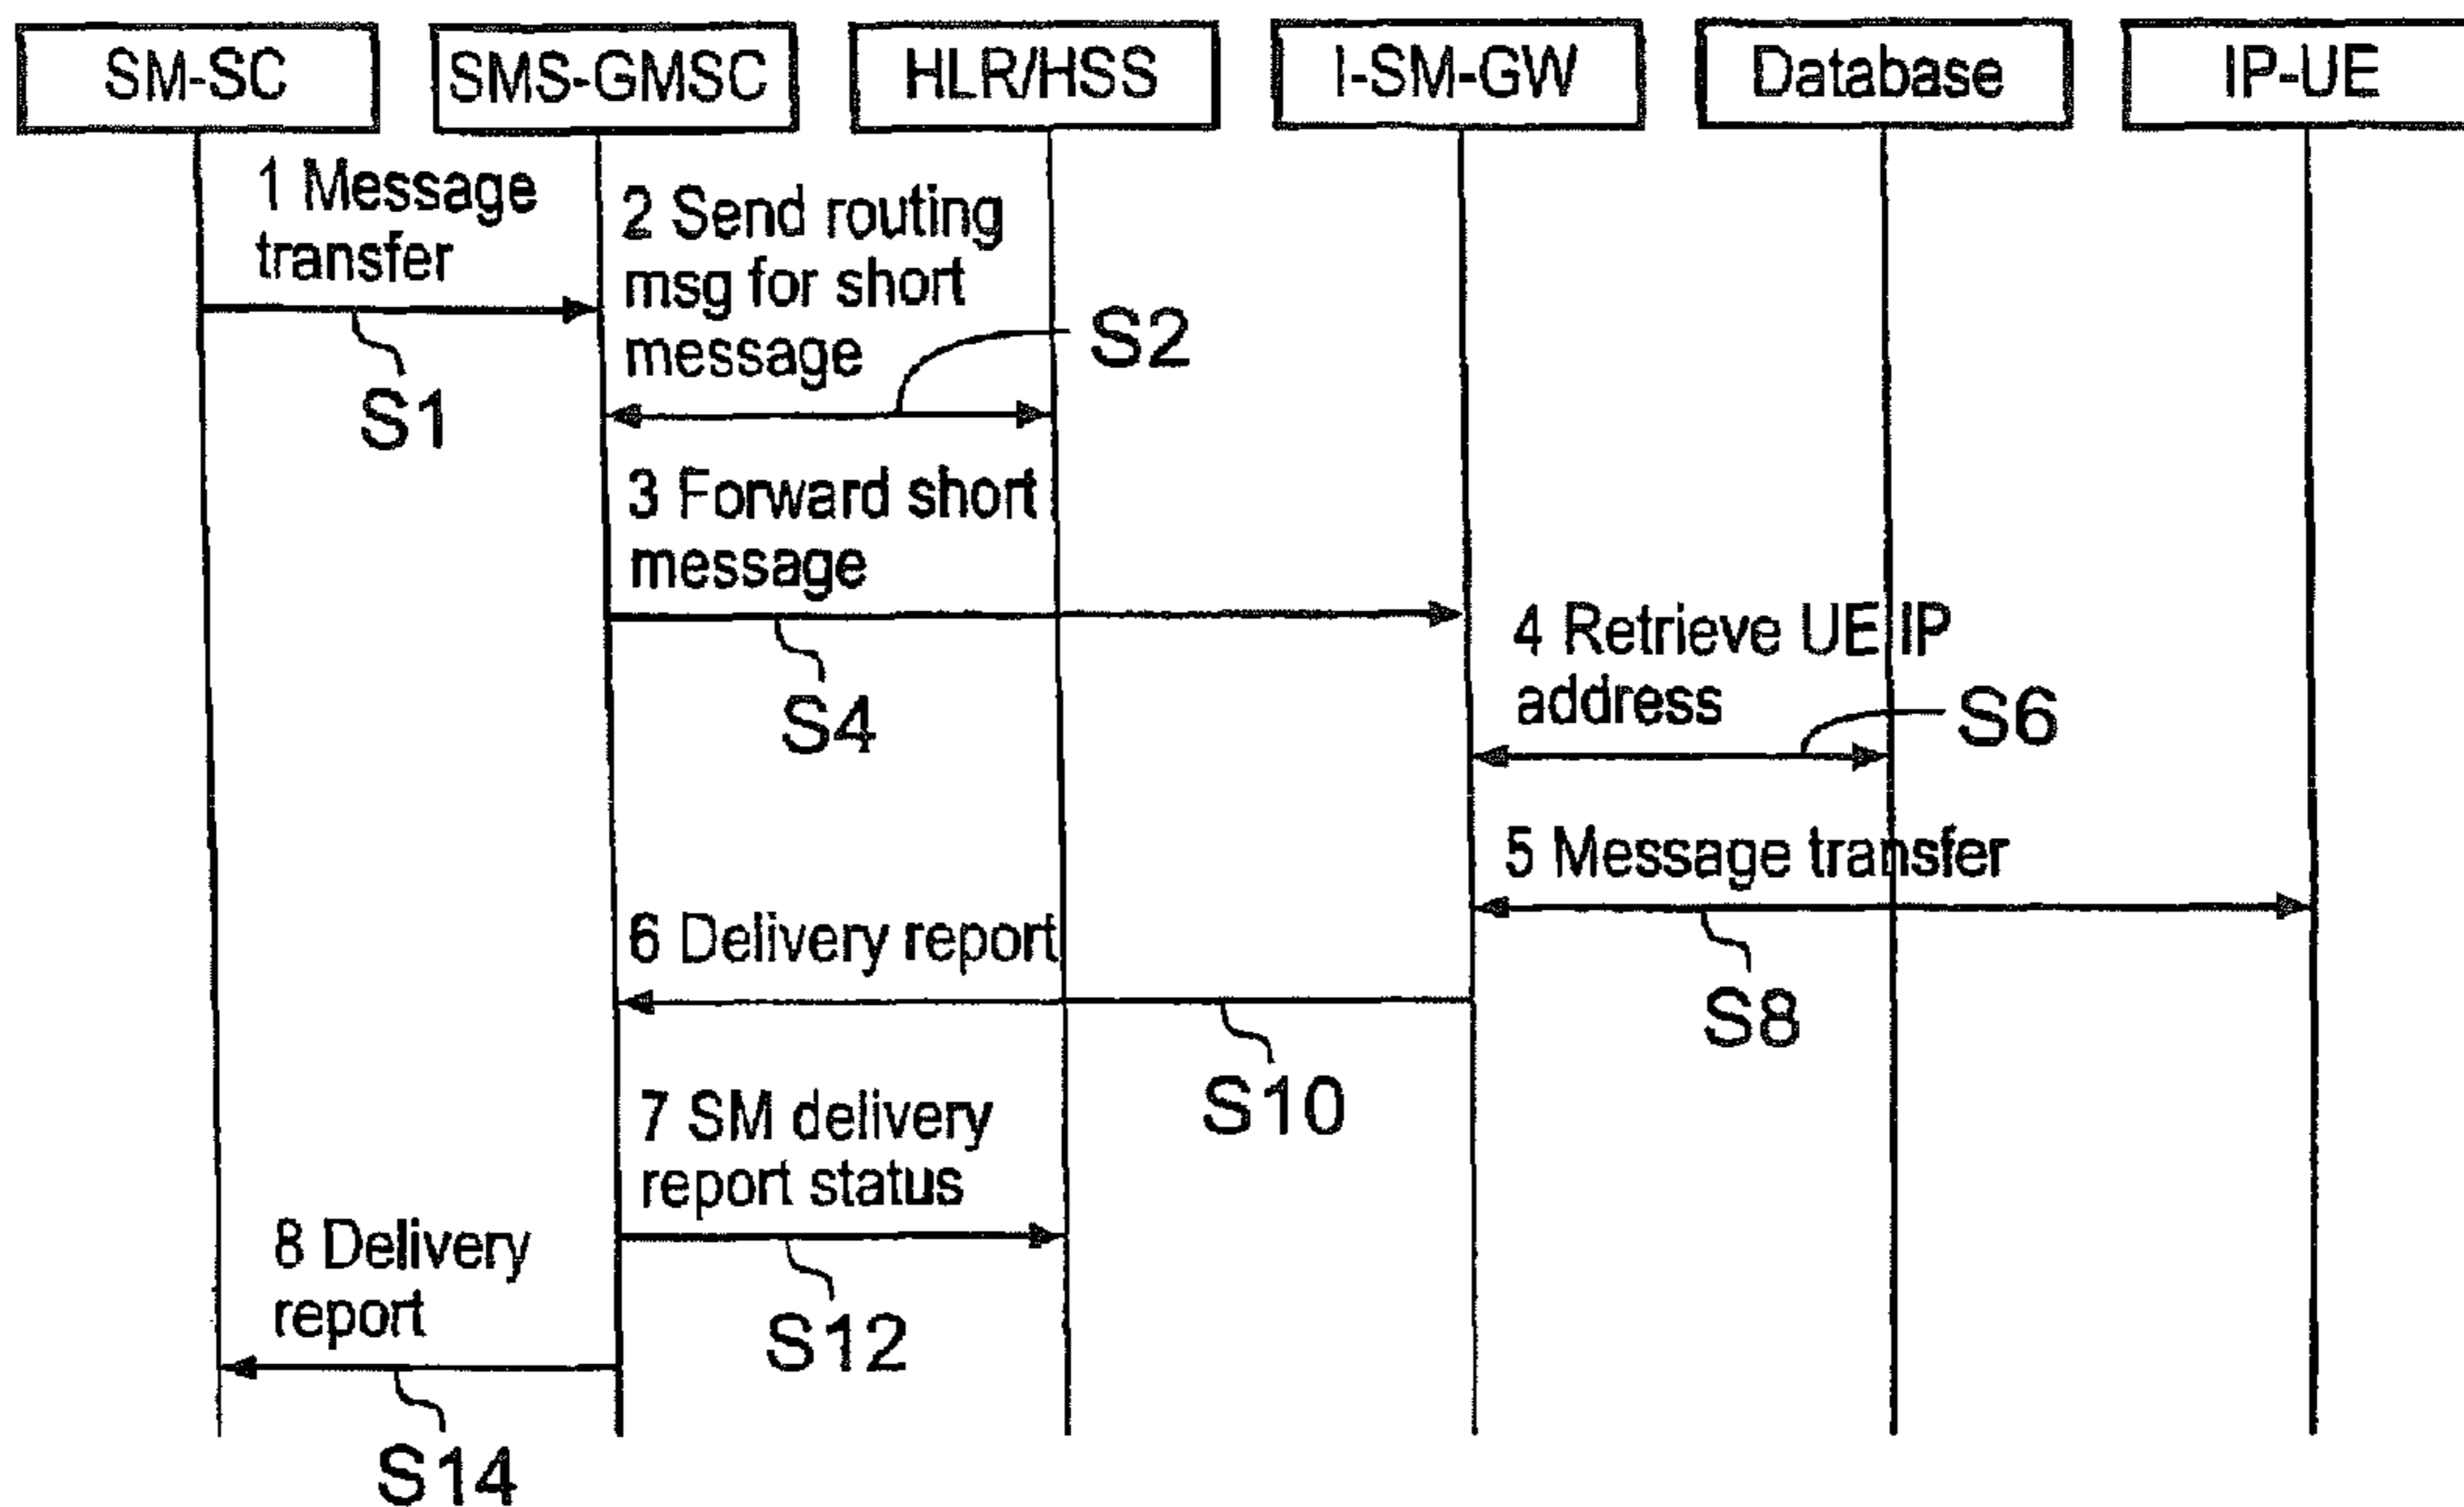 SM-SC
SMS-GMSC
HLR/HSS
I-SM-GW
Database
IP-UE
1 Message
transfer
S1
2 Send routing
msg for short
message
S2
3 Forward short
message
S4
4 Retrieve UE IP
address
S6
5 Message transfer
S8
6 Delivery report
S10
7 SM delivery
report status
S12
8 Delivery
report
S14